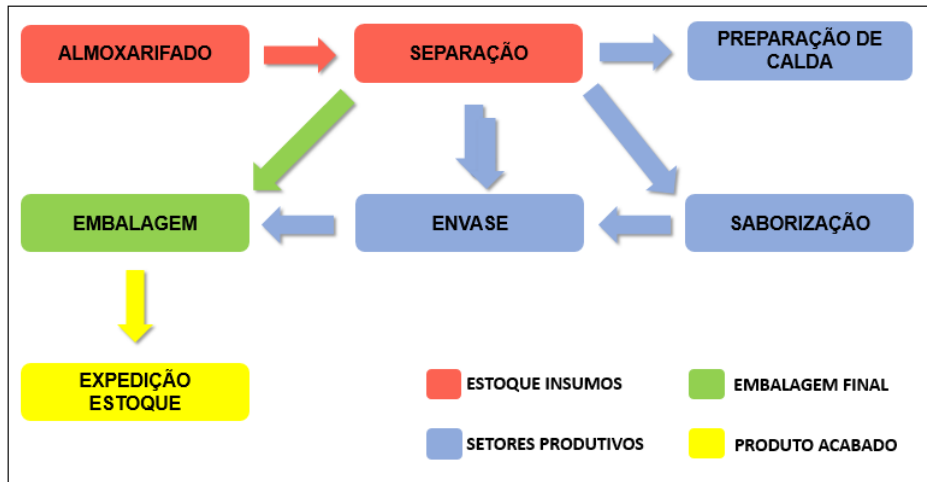 ALMOXARIFADO
SEPARAÇÃO
PREPARAÇÃO DE
CALDA
EMBALAGEM
ENVASE
SABORIZAÇÃO
EXPEDIÇÃO
ESTOQUE
ESTOQUE INSUMOS
EMBALAGEM FINAL
SETORES PRODUTIVOS
PRODUTO ACABADO